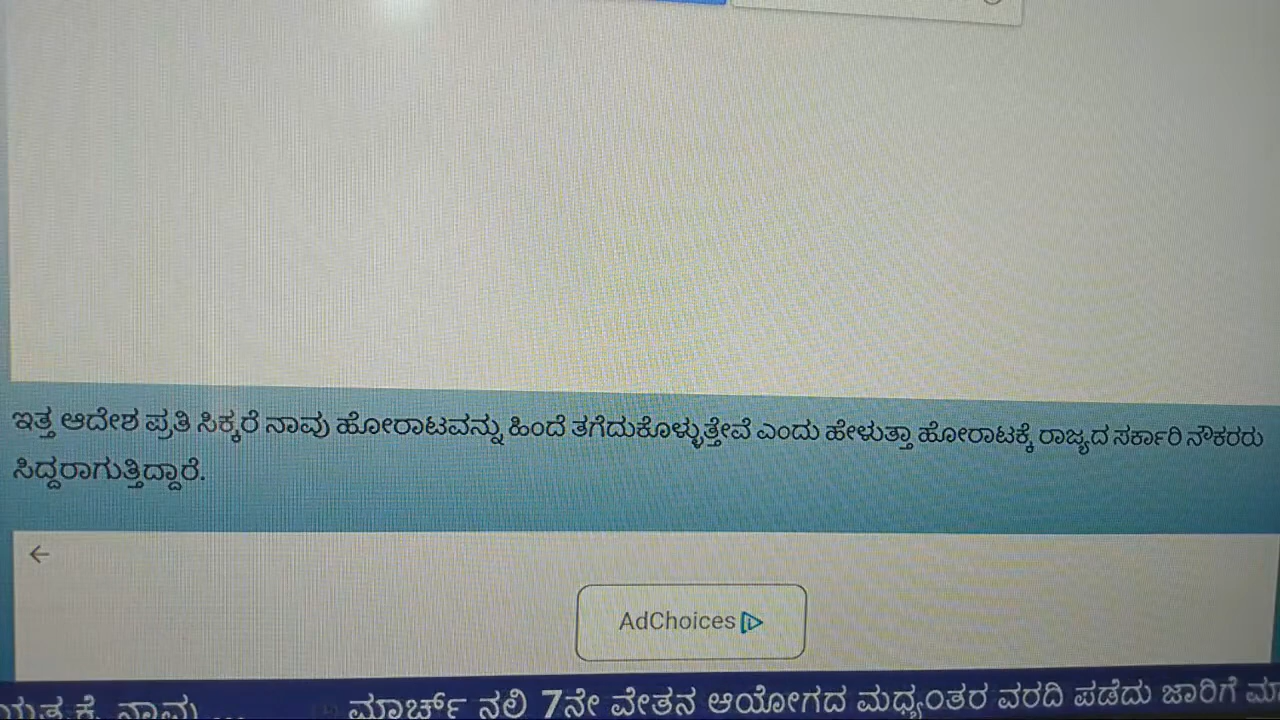 ಇತ್ತ ಆದೇಶ ಪ್ರತಿ ಸಿಕ್ಕರೆ ನಾವು ಹೋರಾಟವನ್ನು ಹಿಂದೆ ತಗೆದುಕೊಳ್ಳುತ್ತೇವೆ ಎಂದು ಹೇಳುತ್ತಾ ಹೋರಾಟಕ್ಕೆ ರಾಜ್ಯದ ಸರ್ಕಾರಿ ನೌಕರರು
ಸಿದ್ದರಾಗುತ್ತಿದ್ದಾರೆ.
AdChoices
ನಾವು ... ಮಾರ್ಚ್ ನಲಿ 7ನೇ ವೇತನ ಆಯೋಗದ ಮಧ್ಯಂತರ ವರದಿ ಪಡೆದು ಜಾರಿಗೆ